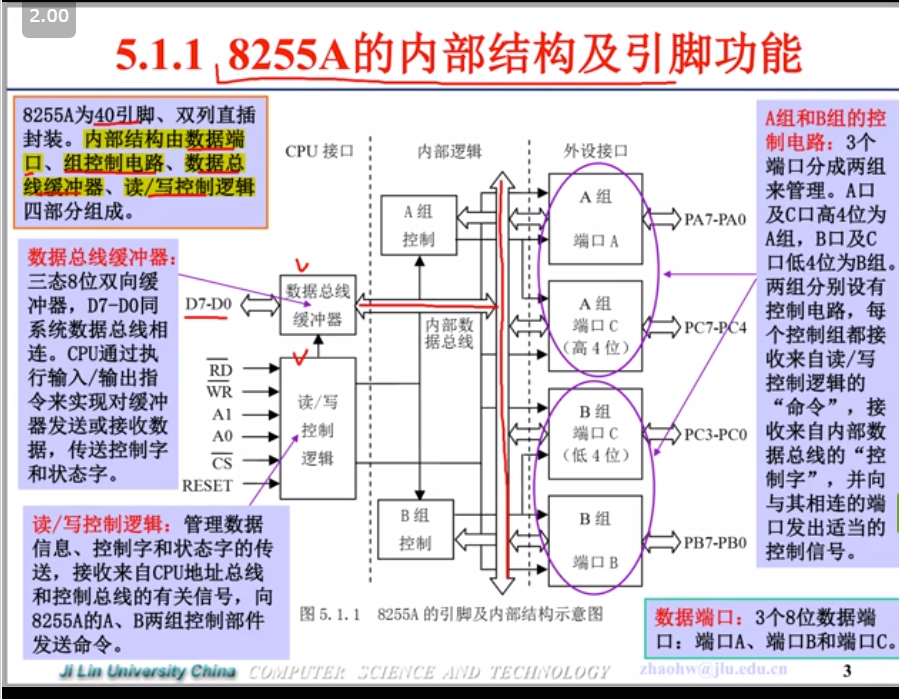 2.00
5.1.1 8255A的内部结构及引脚功能
8255A为40引脚、双列直插
封装。内部结构由数据端
口、组控制电路、数据总
线缓冲器、读/写控制逻辑
四部分组成。
数据总线缓冲器:
三态8位双向缓
冲器，D7-D0同
系统数据总线相
连。CPU通过执
行输入/输出指
令来实现对缓冲
器发送或接收数
据，传送控制字
和状态字。
读/写控制逻辑：管理数据
信息、控制字和状态字的传
送，接收来自CPU地址总线
和控制总线的有关信号，向
8255A的A、B两组控制部件
发送命令。
CPU 接口
内部逻辑
外设接口
A 组
控制
数据总线
缓冲器
D7-D0
内部数
据总线
RD
WR
A1
A0
CS
RESET
读/写
控制
逻辑
B 组
控制
A 组
端口 A
PA7-PA0
A 组
端口 C
（高 4 位）
PC7-PC4
B 组
端口 C
（低 4 位）
PC3-PC0
B 组
端口 B
PB7-PB0
图 5.1.1 8255A 的引脚及内部结构示意图
A组和B组的控
制电路：3个
端口分成两组
来管理。A口
及C口高4位为
A组，B口及C
口低4位为B组。
两组分别设有
控制电路，每
个控制组都接
收来自读/写
控制逻辑的
“命令”，接
收来自内部数
据总线的“控
制字”，并向
与其相连的端
口发出适当的
控制信号。
数据端口：3个8位数据端
口：端口A、端口B和端口C。
Ji Lin University China COMPUTER SCIENCE AND TECHNOLOGY zhaohw@jlu.edu.cn 3